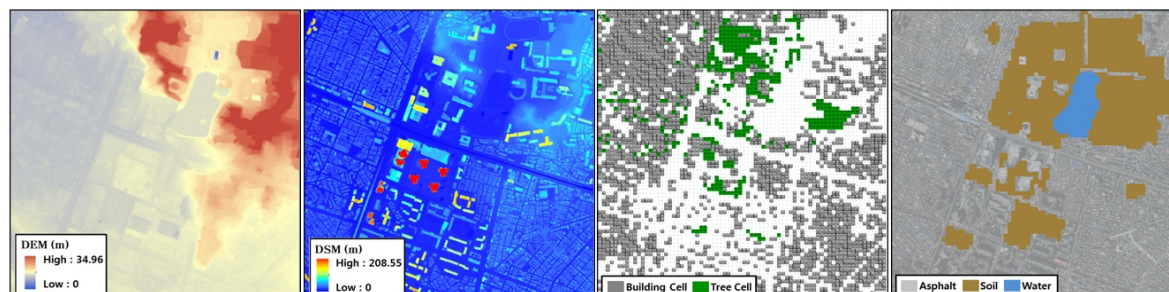 DEM (m)
High : 34.96
Low : 0
DSM (m)
High : 208.55
Low : 0
Building Cell
Tree Cell
Asphalt
Soil
Water